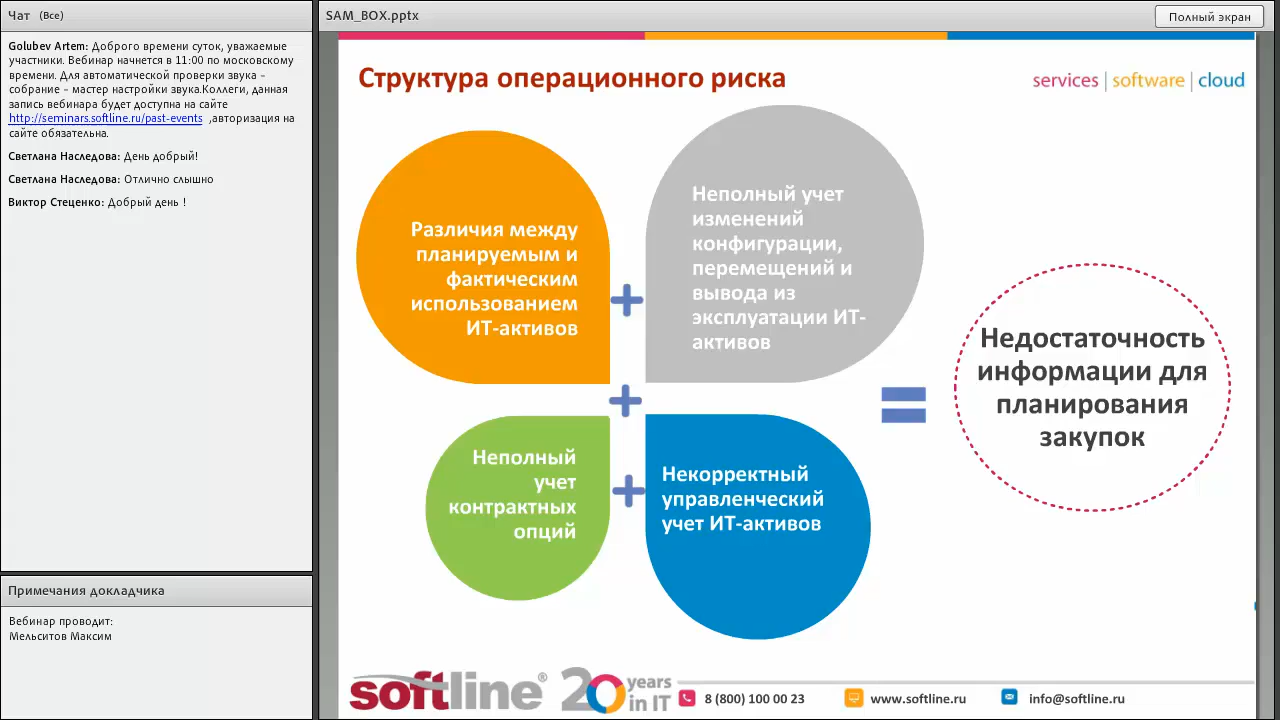 Чат (Все)
Golubev Artem: Доброго времени суток, уважаемые
участники. Вебинар начнется в 11:00 по московскому
времени. Для автоматической проверки звука -
собрание - мастер настройки звука.Коллеги, данная
запись вебинара будет доступна на сайте
http://seminars.softline.ru/past-events ,авторизация на
сайте обязательна.
Светлана Наследова: День добрый!
Светлана Наследова: Отлично слышно
Виктор Стеценко: Добрый день !
Примечания докладчика
Вебинар проводит:
Мельситов Максим
SAM_BOX.pptx
Полный экран
Структура операционного риска
services | software | cloud
Различия между
планируемым и
фактическим
использованием
ИТ-активов
+
Неполный учет
изменений
конфигурации,
перемещений и
вывода из
эксплуатации ИТ-
активов
+
Неполный
учет
контрактных
опций
+
Некорректный
управленческий
учет ИТ-активов
=
Недостаточность
информации для
планирования
закупок
softline® 20 years
in IT
8 (800) 100 00 23
www.softline.ru
info@softline.ru